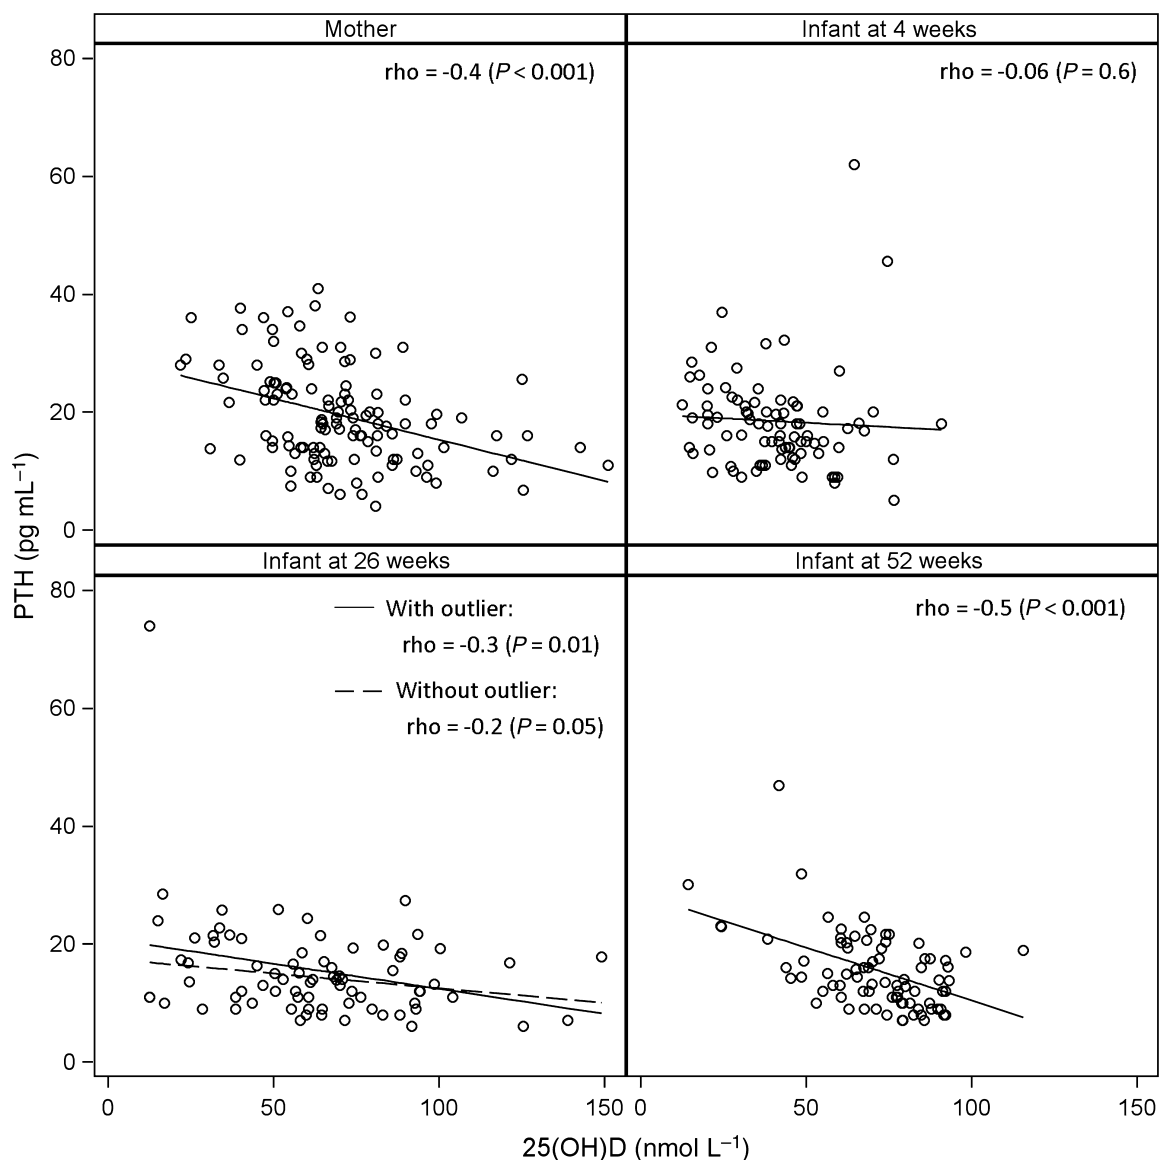 Mother
Infant at 4 weeks
rho = -0.4 (P < 0.001)
rho = -0.06 (P = 0.6)
80
60
40
20
0
Infant at 26 weeks
Infant at 52 weeks
With outlier:
rho = -0.3 (P = 0.01)
Without outlier:
rho = -0.2 (P = 0.05)
rho = -0.5 (P < 0.001)
80
60
40
20
0
PTH (pg mL⁻¹)
0 50 100 150 0 50 100 150
25(OH)D (nmol L⁻¹)